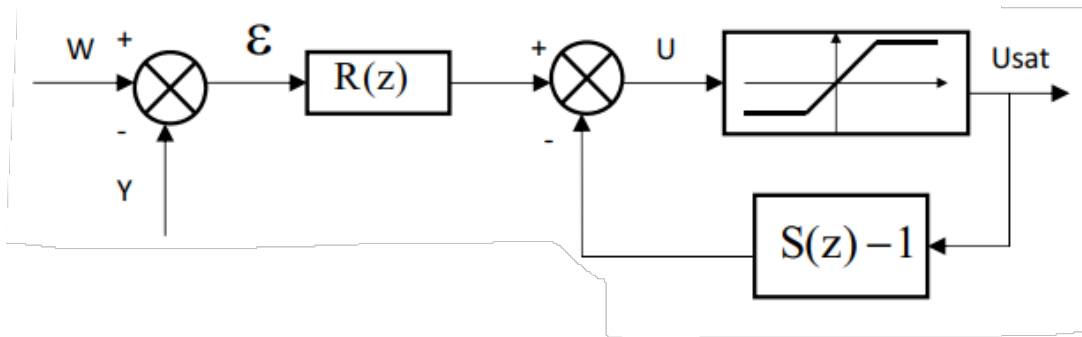 W
+
ε
R(z)
+
U
Usat
-
Y
-
S(z) − 1